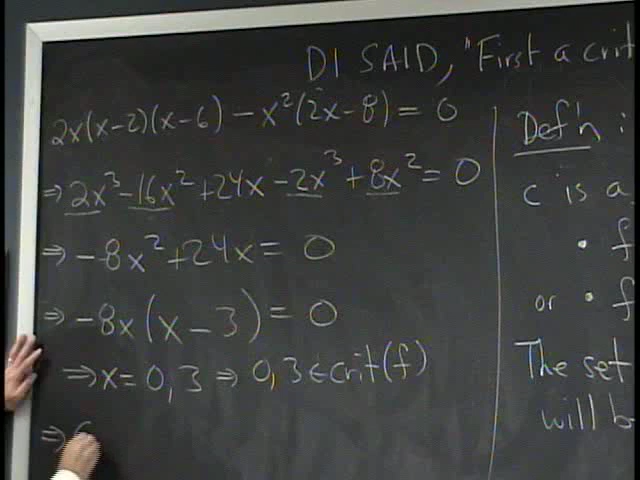 DI SAID, "First a crit
2x(x-2)(x-6) - x²(2x-8) = 0
⇒ 2x³ - 16x² + 24x - 2x³ + 8x² = 0
⇒ -8x² + 24x = 0
⇒ -8x(x - 3) = 0
⇒ x = 0, 3 ⇒ 0, 3 ∈ crit(f)
⇒
Def'n :
c is a
• f
or • f
The set
will b